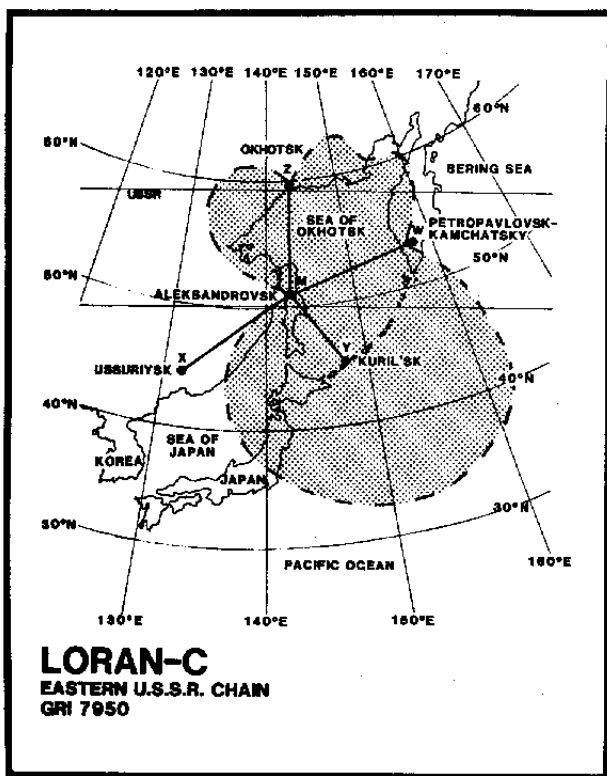 120°E 130°E 140°E 150°E 160°E 170°E
60°N
60°N
OKHOTSK
Z
BERING SEA
USSR
SEA OF
OKHOTSK
W
PETROPAVLOVSK-
KAMCHATSKY
50°N
50°N
ALEKSANDROVSK
M
X
Y
USSURIYSK
KURIL'SK
40°N
40°N
SEA OF
JAPAN
KOREA
JAPAN
30°N
30°N
PACIFIC OCEAN
160°E
130°E 140°E 150°E
LORAN-C
EASTERN U.S.S.R. CHAIN
GRI 7950